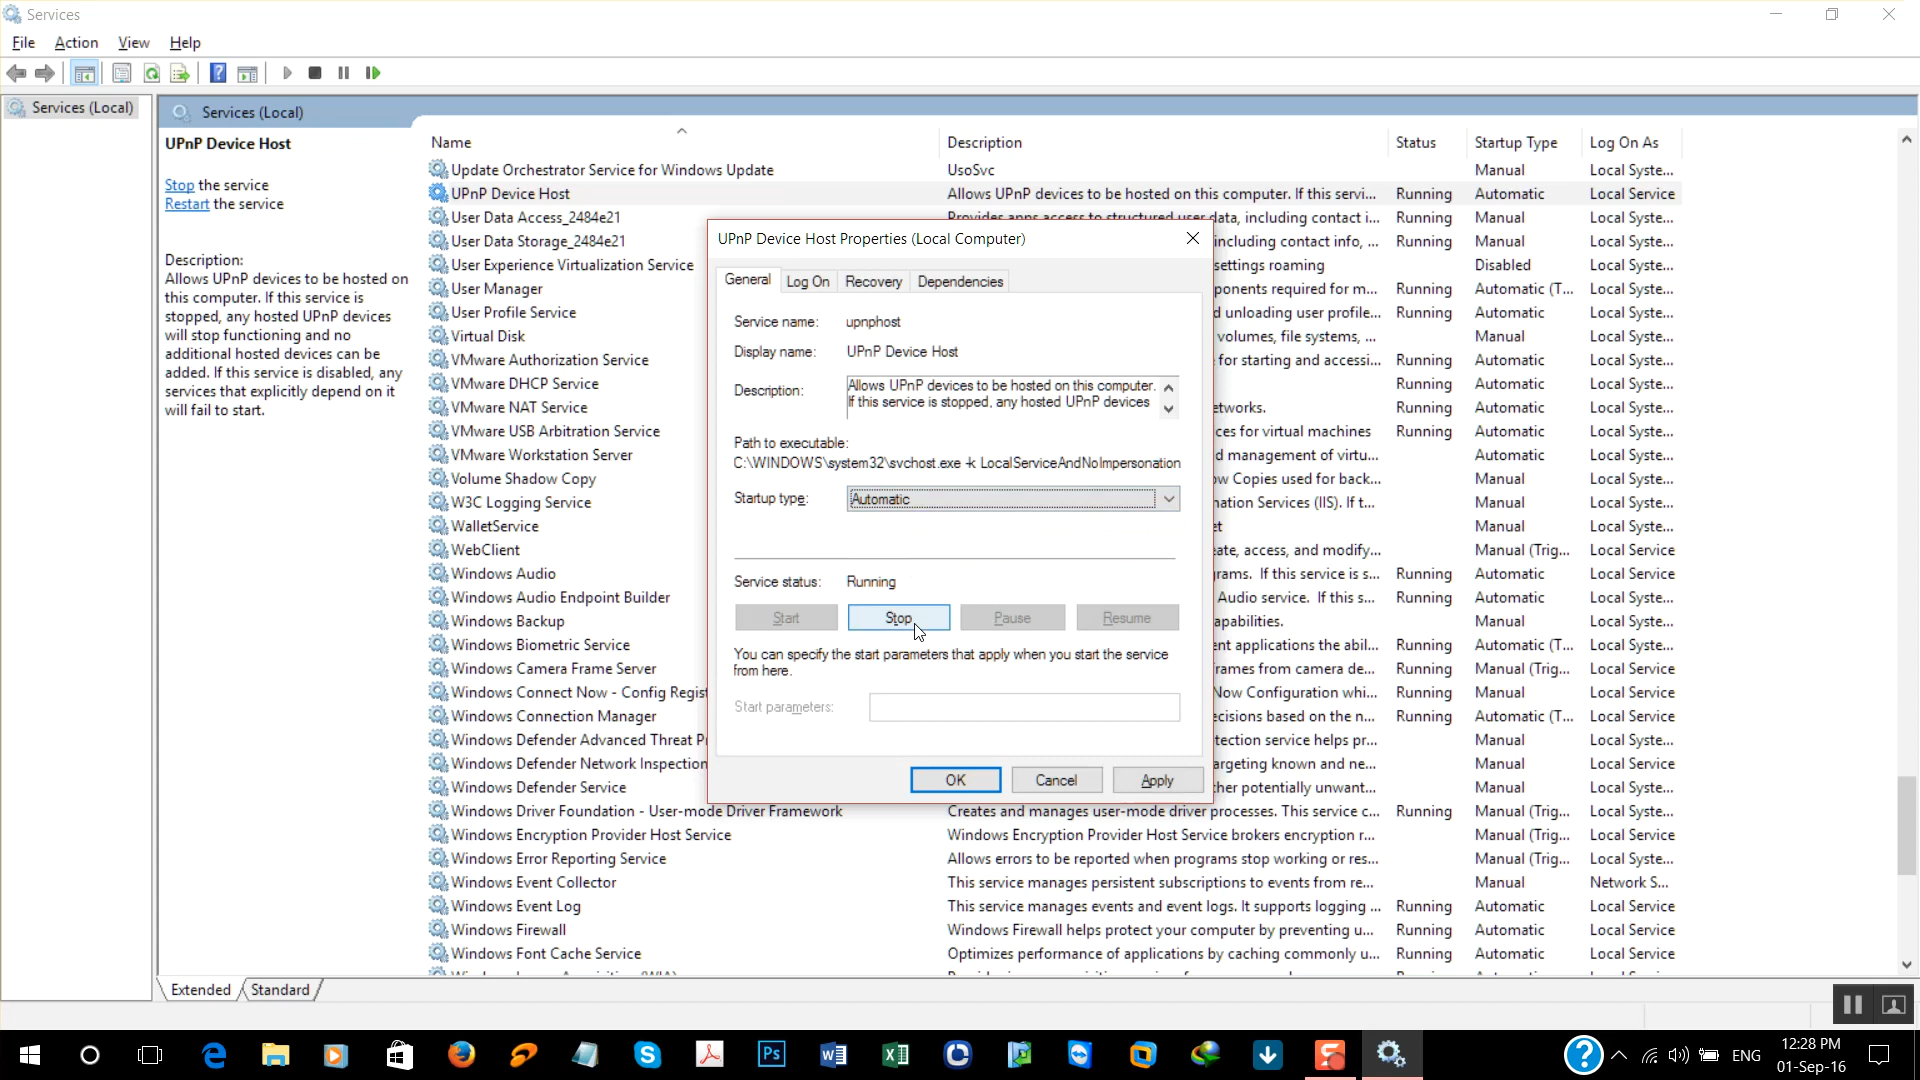 Services
File Action View Help
Services (Local)
Services (Local)
UPnP Device Host
Stop the service
Restart the service
Description:
Allows UPnP devices to be hosted on
this computer. If this service is
stopped, any hosted UPnP devices
will stop functioning and no
additional hosted devices can be
added. If this service is disabled, any
services that explicitly depend on it
will fail to start.
Name Description Status Startup Type Log On As
Update Orchestrator Service for Windows Update UsoSvc Manual Local Syste...
UPnP Device Host Allows UPnP devices to be hosted on this computer. If this servi... Running Automatic Local Service
User Data Access_2484e21 Provides apps access to structured user data, including contact i... Running Manual Local Syste...
User Data Storage_2484e21 including contact info, ... Running Manual Local Syste...
User Experience Virtualization Service settings roaming Disabled Local Syste...
User Manager ponents required for m... Running Automatic (T... Local Syste...
User Profile Service d unloading user profile... Running Automatic Local Syste...
Virtual Disk volumes, file systems, ... Manual Local Syste...
VMware Authorization Service for starting and accessi... Running Automatic Local Syste...
VMware DHCP Service Running Automatic Local Syste...
VMware NAT Service etworks. Running Automatic Local Syste...
VMware USB Arbitration Service ces for virtual machines Running Automatic Local Syste...
VMware Workstation Server d management of virtu... Automatic Local Syste...
Volume Shadow Copy ow Copies used for back... Manual Local Syste...
W3C Logging Service nation Services (IIS). If t... Manual Local Syste...
WalletService et Manual Local Syste...
WebClient eate, access, and modify... Manual (Trig... Local Service
Windows Audio rams. If this service is s... Running Automatic Local Service
Windows Audio Endpoint Builder Audio service. If this s... Running Automatic Local Syste...
Windows Backup apabilities. Manual Local Syste...
Windows Biometric Service ent applications the abil... Running Automatic (T... Local Syste...
Windows Camera Frame Server rames from camera de... Running Manual (Trig... Local Service
Windows Connect Now - Config Regist Now Configuration whi... Running Manual Local Service
Windows Connection Manager ecisions based on the n... Running Automatic (T... Local Service
Windows Defender Advanced Threat P tection service helps pr... Manual Local Syste...
Windows Defender Network Inspection argeting known and ne... Manual Local Service
Windows Defender Service her potentially unwant... Manual Local Syste...
Windows Driver Foundation - User-mode Driver Framework Creates and manages user-mode driver processes. This service c... Running Manual (Trig... Local Syste...
Windows Encryption Provider Host Service Windows Encryption Provider Host Service brokers encryption r... Manual (Trig... Local Service
Windows Error Reporting Service Allows errors to be reported when programs stop working or res... Manual (Trig... Local Syste...
Windows Event Collector This service manages persistent subscriptions to events from re... Manual Network S...
Windows Event Log This service manages events and event logs. It supports logging ... Running Automatic Local Service
Windows Firewall Windows Firewall helps protect your computer by preventing u... Running Automatic Local Service
Windows Font Cache Service Optimizes performance of applications by caching commonly u... Running Automatic Local Service
UPnP Device Host Properties (Local Computer)
General Log On Recovery Dependencies
Service name: upnphost
Display name: UPnP Device Host
Description: Allows UPnP devices to be hosted on this computer.
If this service is stopped, any hosted UPnP devices
Path to executable:
C:\WINDOWS\system32\svchost.exe -k LocalServiceAndNoImpersonation
Startup type: Automatic
Service status: Running
Start Stop Pause Resume
You can specify the start parameters that apply when you start the service
from here.
Start parameters:
OK Cancel Apply
Extended Standard
ENG
12:28 PM
01-Sep-16